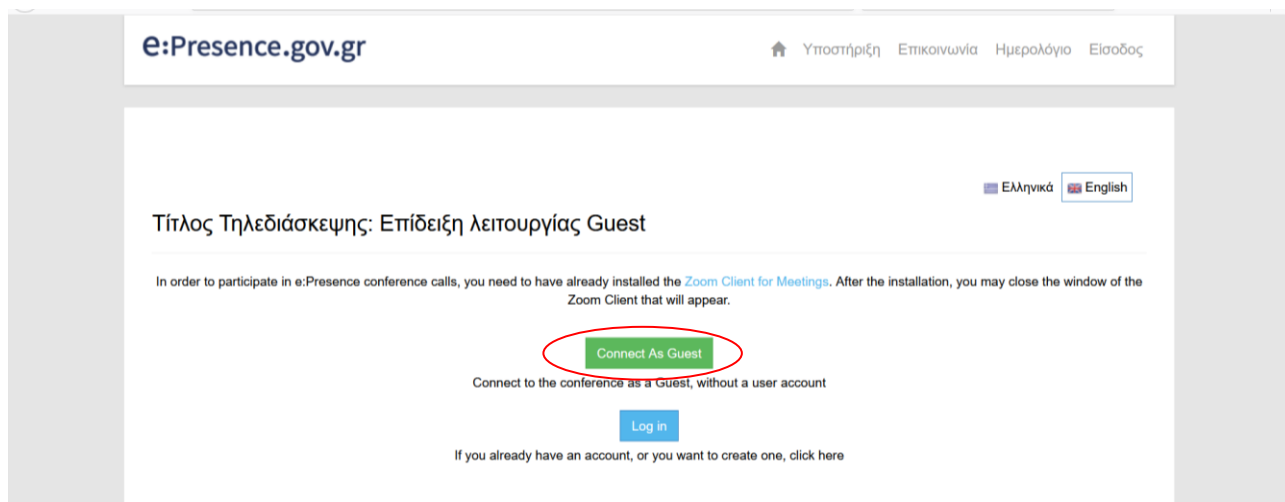 e:Presence.gov.gr
Υποστήριξη Επικοινωνία Ημερολόγιο Είσοδος
Ελληνικά English
Τίτλος Τηλεδιάσκεψης: Επίδειξη λειτουργίας Guest
In order to participate in e:Presence conference calls, you need to have already installed the Zoom Client for Meetings. After the installation, you may close the window of the
Zoom Client that will appear.
Connect As Guest
Connect to the conference as a Guest, without a user account
Log in
If you already have an account, or you want to create one, click here